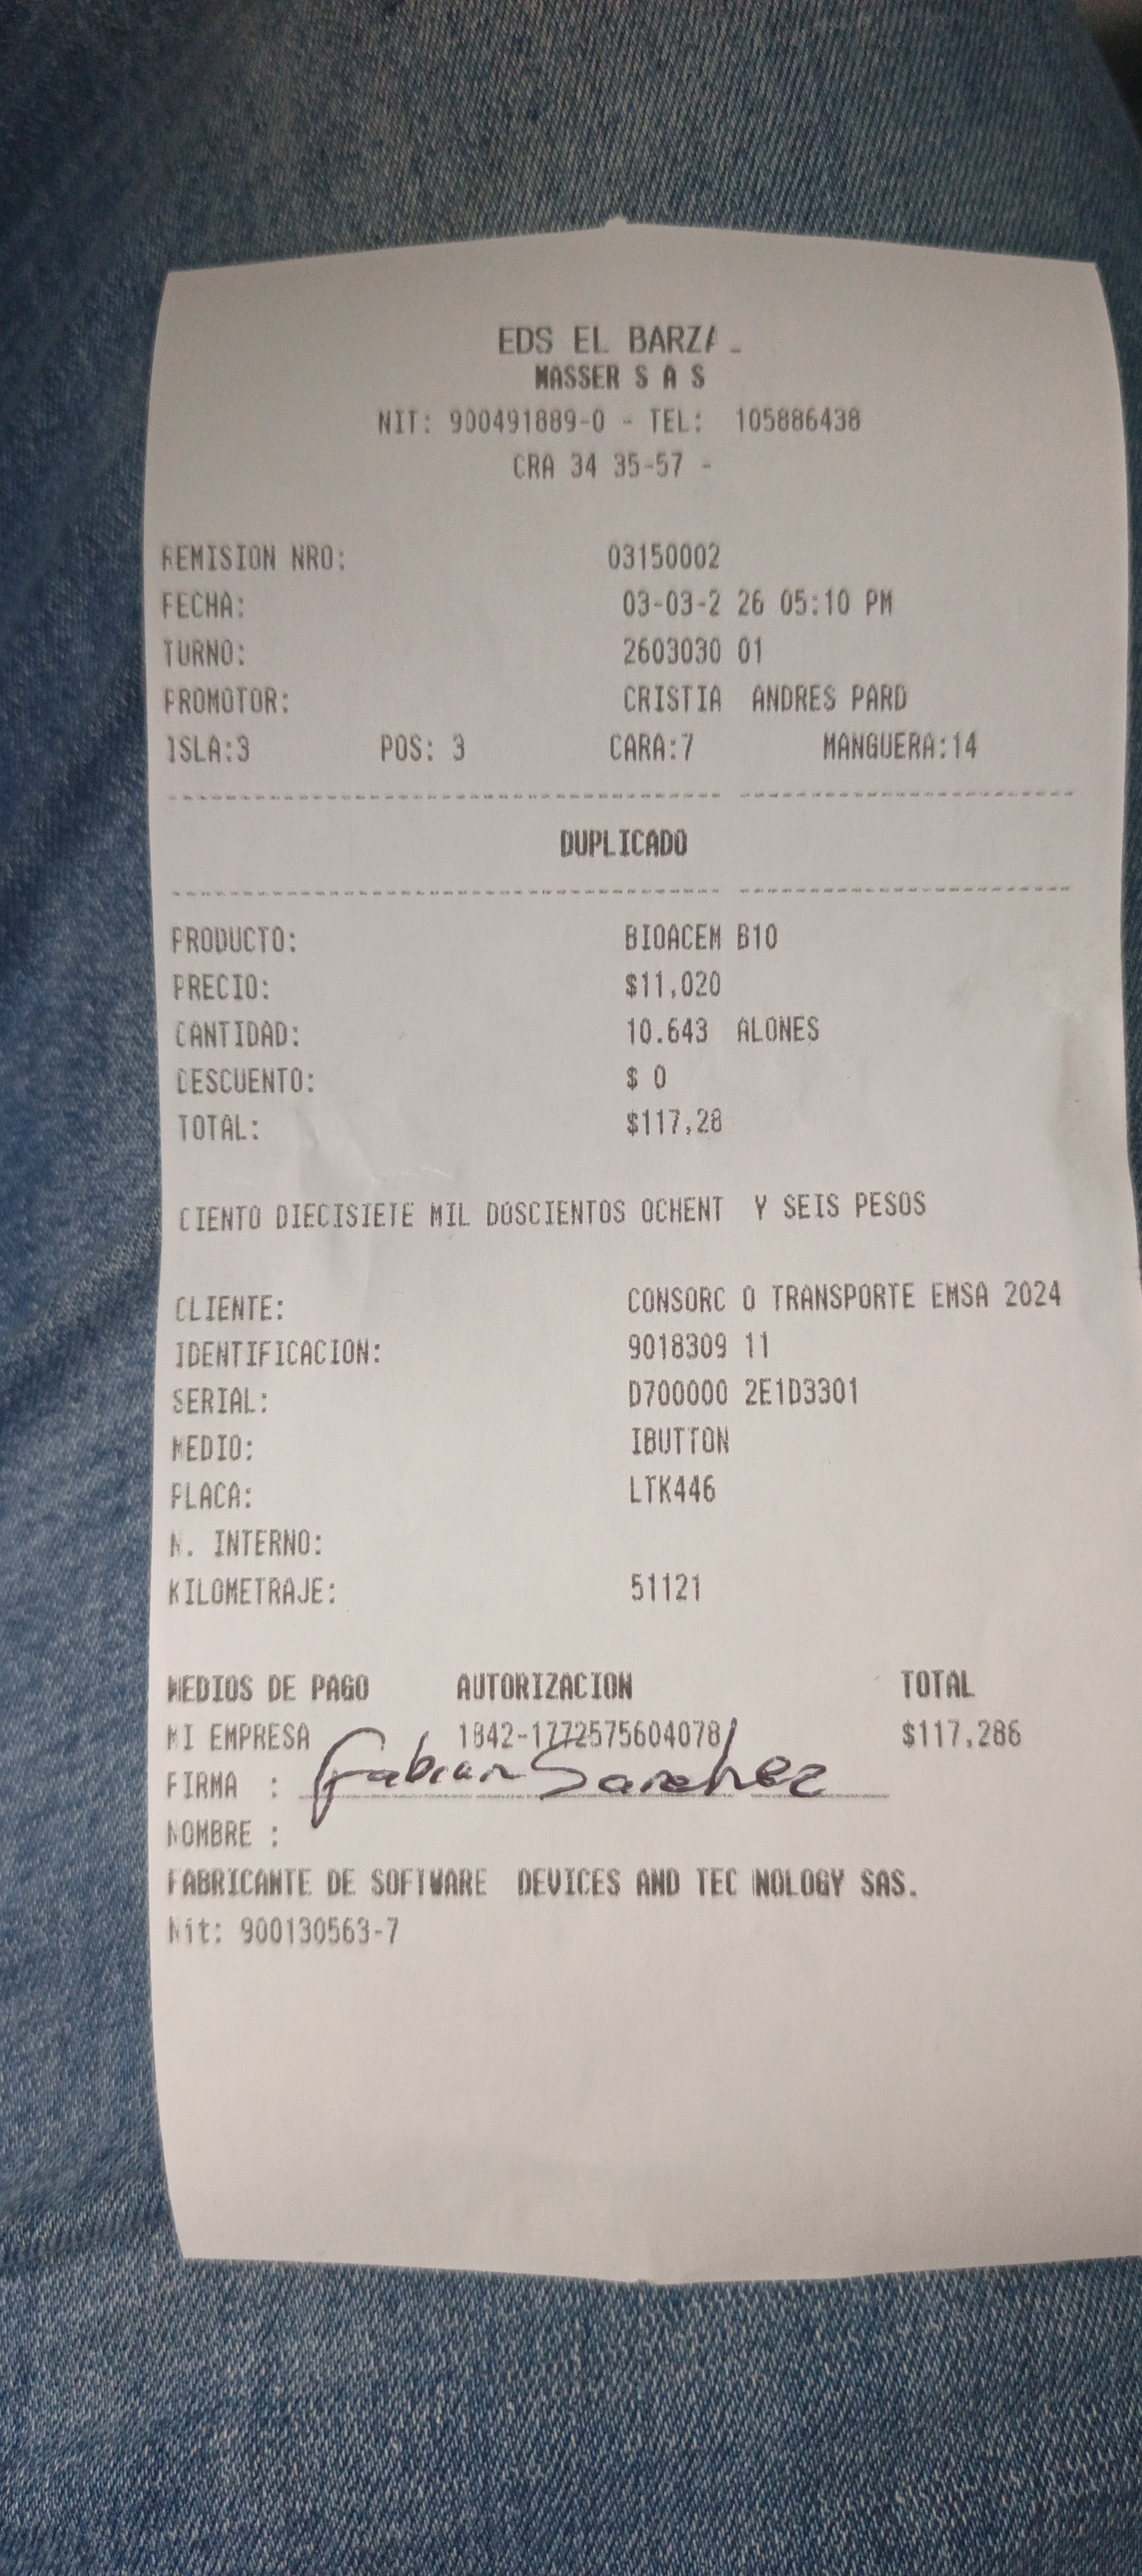 EDS EL BARZA
MASSER S A S
NIT: 900491889-0 - TEL: 105886438
CRA 34 35-57 -
REMISION NRO: 03150002
FECHA: 03-03-2 26 05:10 PM
TURNO: 2603030 01
PROMOTOR: CRISTIA ANDRES PARD
ISLA:3 POS: 3 CARA:7 MANGUERA:14
DUPLICADO
PRODUCTO: BIOACEM B10
PRECIO: $11,020
CANTIDAD: 10.643 ALONES
DESCUENTO: $ 0
TOTAL: $117,28
CIENTO DIECISIETE MIL DOSCIENTOS OCHENT Y SEIS PESOS
CLIENTE: CONSORC O TRANSPORTE EMSA 2024
IDENTIFICACION: 9018309 11
SERIAL: D700000 2E1D3301
MEDIO: IBUTTON
PLACA: LTK446
N. INTERNO:
KILOMETRAJE: 51121
MEDIOS DE PAGO AUTORIZACION TOTAL
MI EMPRESA 1842-1772575604078 $117,286
FIRMA : Fabian Sanchez
NOMBRE :
FABRICANTE DE SOFTWARE DEVICES AND TEC NOLOGY SAS.
Nit: 900130563-7